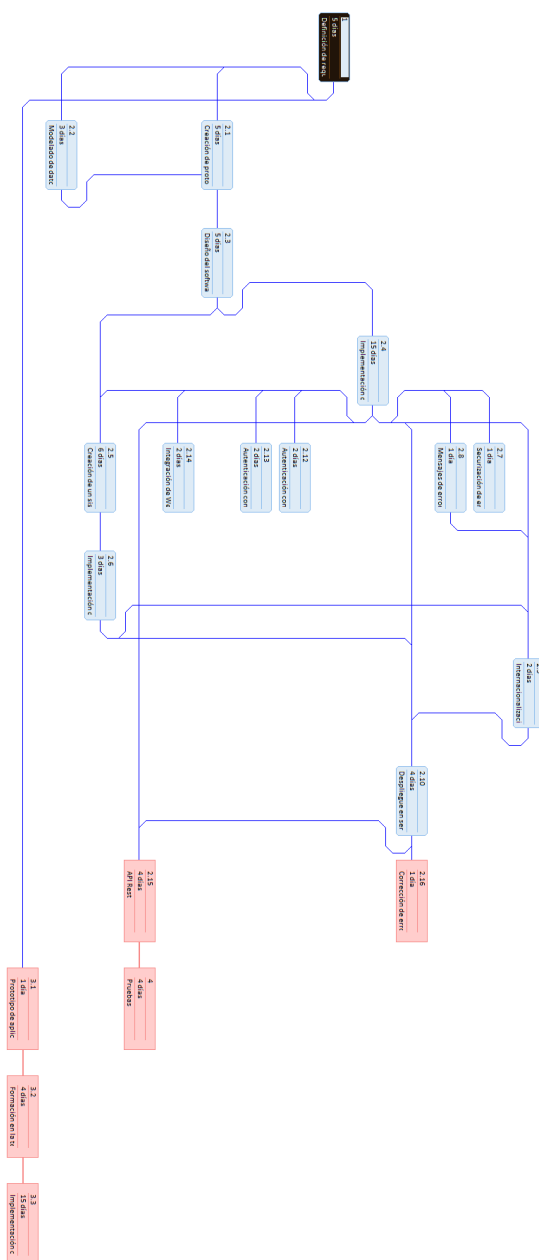 1
5 días
Definición de requ
2.2
3 días
Modelado de datc
2.1
5 días
Creación de proto
2.3
5 días
Diseño del softwa
2.4
15 días
Implementación c
2.5
6 días
Creación de un sis
2.14
2 días
Integración de We
2.13
2 días
Autenticación con
2.12
2 días
Autenticación con
2.8
1 día
Mensajes de error
2.7
1 día
Securización de er
2.6
3 días
Implementación c
2 días
Internacionalizaci
2.10
4 días
Despliegue en ser
2.15
4 días
API Rest
2.16
1 día
Corrección de errc
3.1
1 día
Prototipo de aplic
4
4 días
Pruebas
3.2
4 días
Formación en la te
3.3
15 días
Implementación c